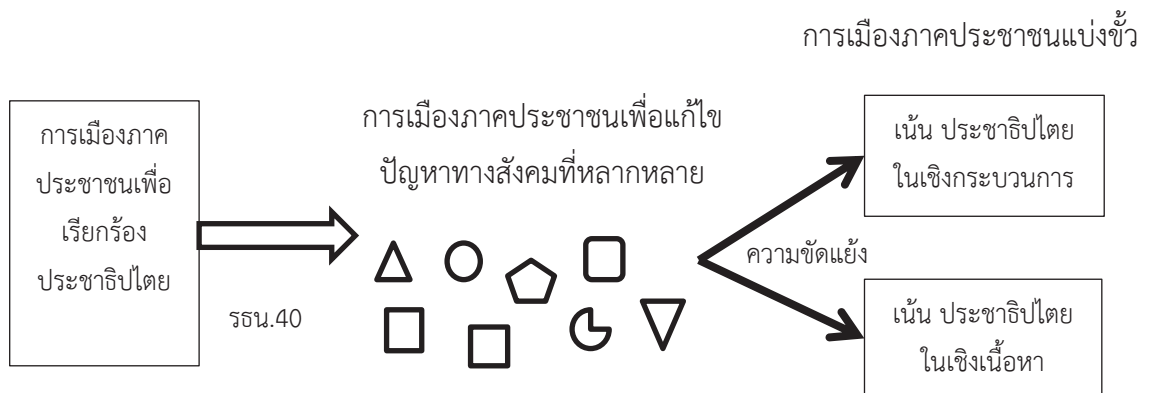 การเมืองภาคประชาชนแบ่งขั้ว
การเมืองภาค
ประชาชนเพื่อ
เรียกร้อง
ประชาธิปไตย
รธน.40
การเมืองภาคประชาชนเพื่อแก้ไข
ปัญหาทางสังคมที่หลากหลาย
ความขัดแย้ง
เน้น ประชาธิปไตย
ในเชิงกระบวนการ
เน้น ประชาธิปไตย
ในเชิงเนื้อหา